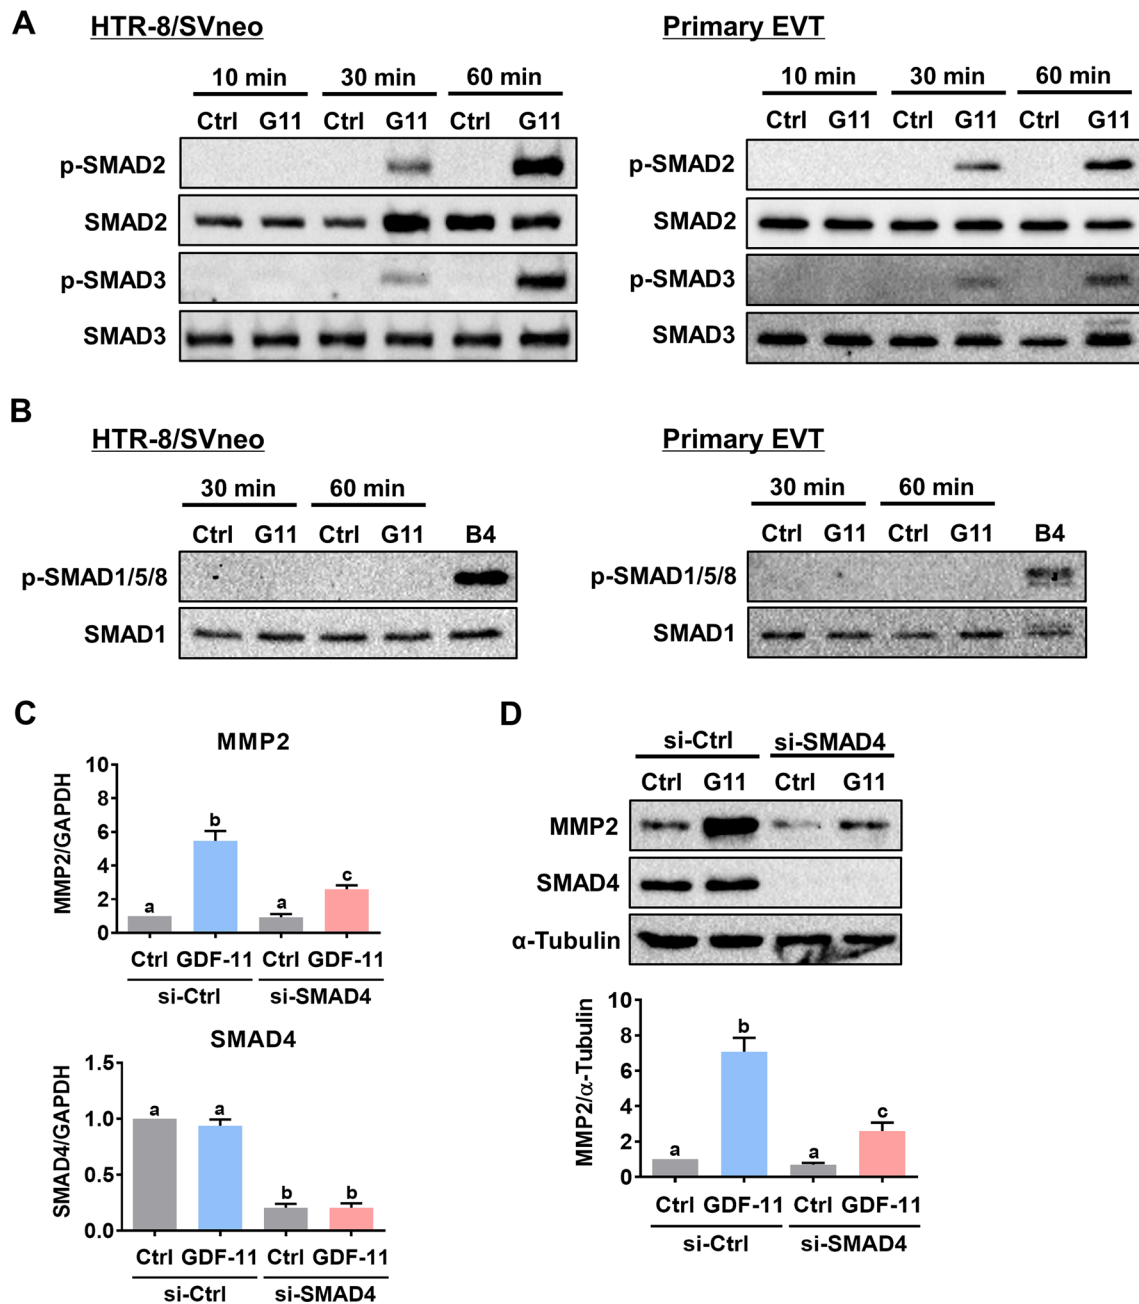 A
HTR-8/SVneo
Primary EVT
10 min 30 min 60 min
10 min 30 min 60 min
Ctrl G11 Ctrl G11 Ctrl G11
Ctrl G11 Ctrl G11 Ctrl G11
p-SMAD2
p-SMAD2
SMAD2
SMAD2
p-SMAD3
p-SMAD3
SMAD3
SMAD3
B
HTR-8/SVneo
Primary EVT
30 min 60 min
30 min 60 min
Ctrl G11 Ctrl G11 B4
Ctrl G11 Ctrl G11 B4
p-SMAD1/5/8
p-SMAD1/5/8
SMAD1
SMAD1
C
MMP2
MMP2/GAPDH
10
8
6
4
2
0
a b a c
Ctrl GDF-11 Ctrl GDF-11
si-Ctrl si-SMAD4
SMAD4
SMAD4/GAPDH
1.5
1.0
0.5
0.0
a a b b
Ctrl GDF-11 Ctrl GDF-11
si-Ctrl si-SMAD4
D
si-Ctrl si-SMAD4
Ctrl G11 Ctrl G11
MMP2
SMAD4
α-Tubulin
MMP2/α-Tubulin
10
8
6
4
2
0
a b a c
Ctrl GDF-11 Ctrl GDF-11
si-Ctrl si-SMAD4